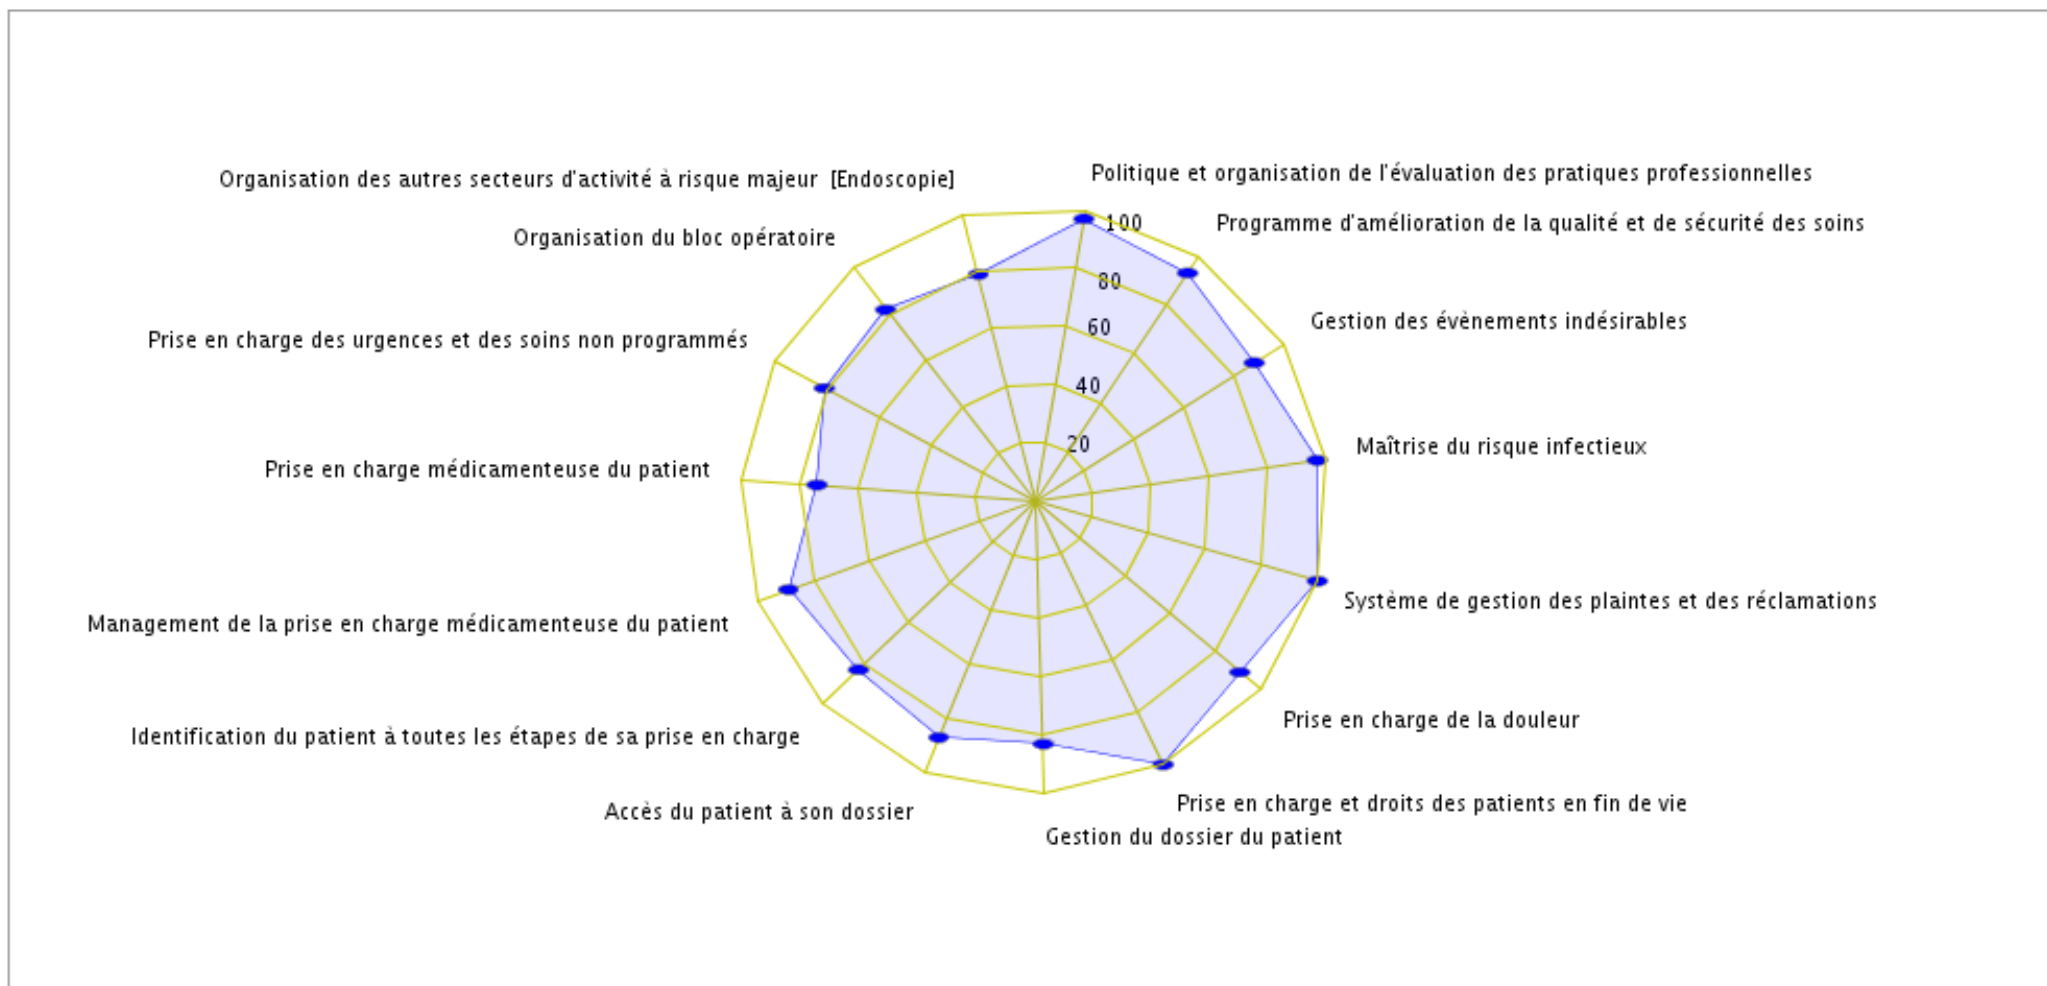 Politique et organisation de l'évaluation des pratiques professionnelles
Organisation des autres secteurs d'activité à risque majeur [Endoscopie]
100
Programme d'amélioration de la qualité et de sécurité des soins
Organisation du bloc opératoire
80
Gestion des évènements indésirables
60
Prise en charge des urgences et des soins non programmés
40
20
Maîtrise du risque infectieux
Prise en charge médicamenteuse du patient
Système de gestion des plaintes et des réclamations
Management de la prise en charge médicamenteuse du patient
Prise en charge de la douleur
Identification du patient à toutes les étapes de sa prise en charge
Prise en charge et droits des patients en fin de vie
Accès du patient à son dossier
Gestion du dossier du patient